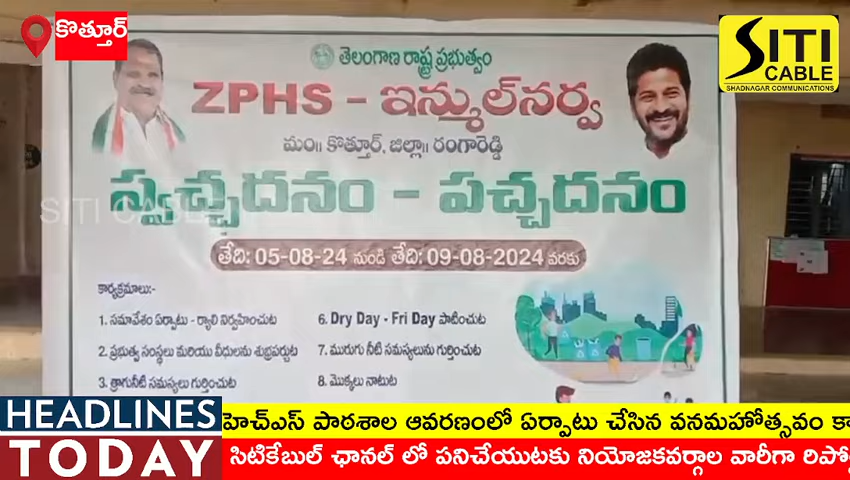 కొత్తూర్
SITI
CABLE
SHADNAGAR COMMUNICATIONS
తెలంగాణ రాష్ట్ర ప్రభుత్వం
ZPHS - ఇన్ముల్‌నర్వ
మం॥ కొత్తూర్, జిల్లా॥ రంగారెడ్డి
స్వచ్ఛదనం - పచ్చదనం
SITI CABLE
తేది: 05-08-24 నుండి తేది: 09-08-2024 వరకు
కార్యక్రమాలు:-
1. సమావేశం ఏర్పాటు - ర్యాలి నిర్వహించుట
2. ప్రభుత్వ సంస్థలు మరియు వీధులను శుభ్రపర్చుట
3. త్రాగునీటి సమస్యలు గుర్తించుట
6. Dry Day - Fri Day పాటించుట
7. మురుగు నీటి సమస్యలును గుర్తించుట
8. మొక్కలు నాటుట
HEADLINES
TODAY
హెచ్ఎస్ పాఠశాల ఆవరణంలో ఏర్పాటు చేసిన వనమహోత్సవం కా
సిటికేబుల్ ఛానల్ లో పనిచేయుటకు నియోజకవర్గాల వారీగా రిపో